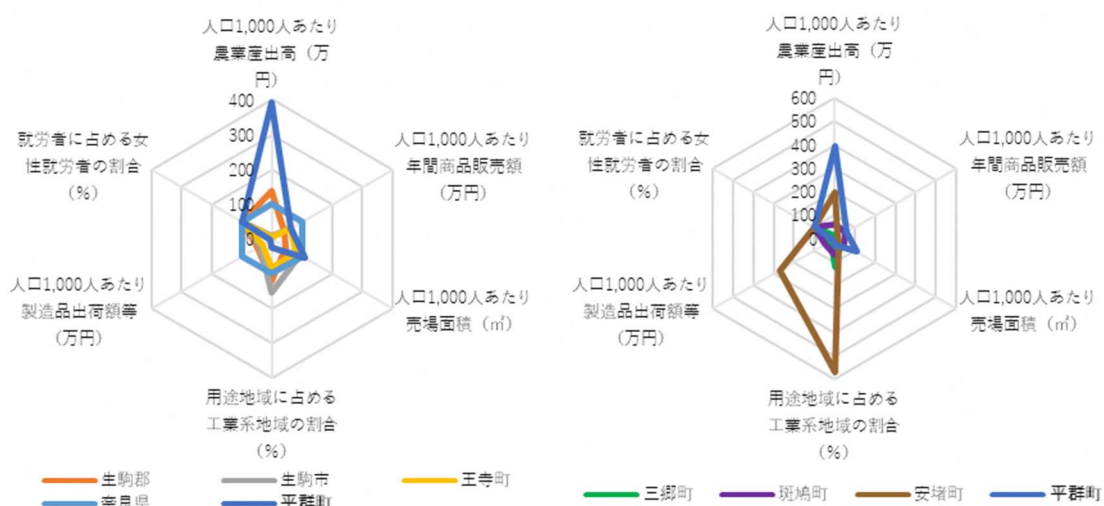 人口1,000人あたり
農業産出高（万
円）
400
300
200
100
0
人口1,000人あたり
年間商品販売額
（万円）
人口1,000人あたり
売場面積（㎡）
用途地域に占める
工業系地域の割合
（%）
人口1,000人あたり
製造品出荷額等
（万円）
就労者に占める女
性就労者の割合
（%）
生駒郡
生駒市
王寺町
奈良県
平群町
人口1,000人あたり
農業産出高（万
円）
600
500
400
300
200
100
0
人口1,000人あたり
年間商品販売額
（万円）
人口1,000人あたり
売場面積（㎡）
用途地域に占める
工業系地域の割合
（%）
人口1,000人あたり
製造品出荷額等
（万円）
就労者に占める女
性就労者の割合
（%）
三郷町
斑鳩町
安堵町
平群町